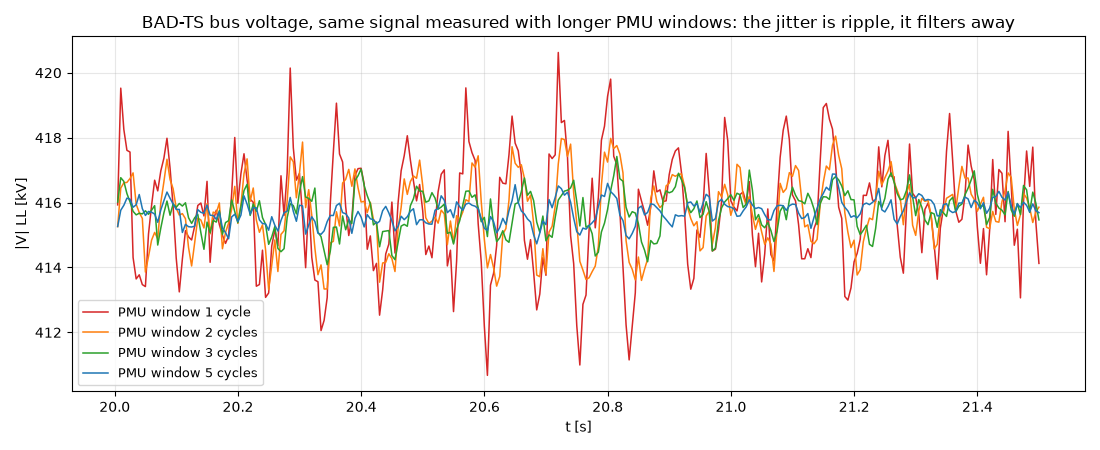 BAD-TS bus voltage, same signal measured with longer PMU windows: the jitter is ripple, it filters away
|V| LL [kV]
420
418
416
414
412
PMU window 1 cycle
PMU window 2 cycles
PMU window 3 cycles
PMU window 5 cycles
20.0 20.2 20.4 20.6 20.8 21.0 21.2 21.4
t [s]